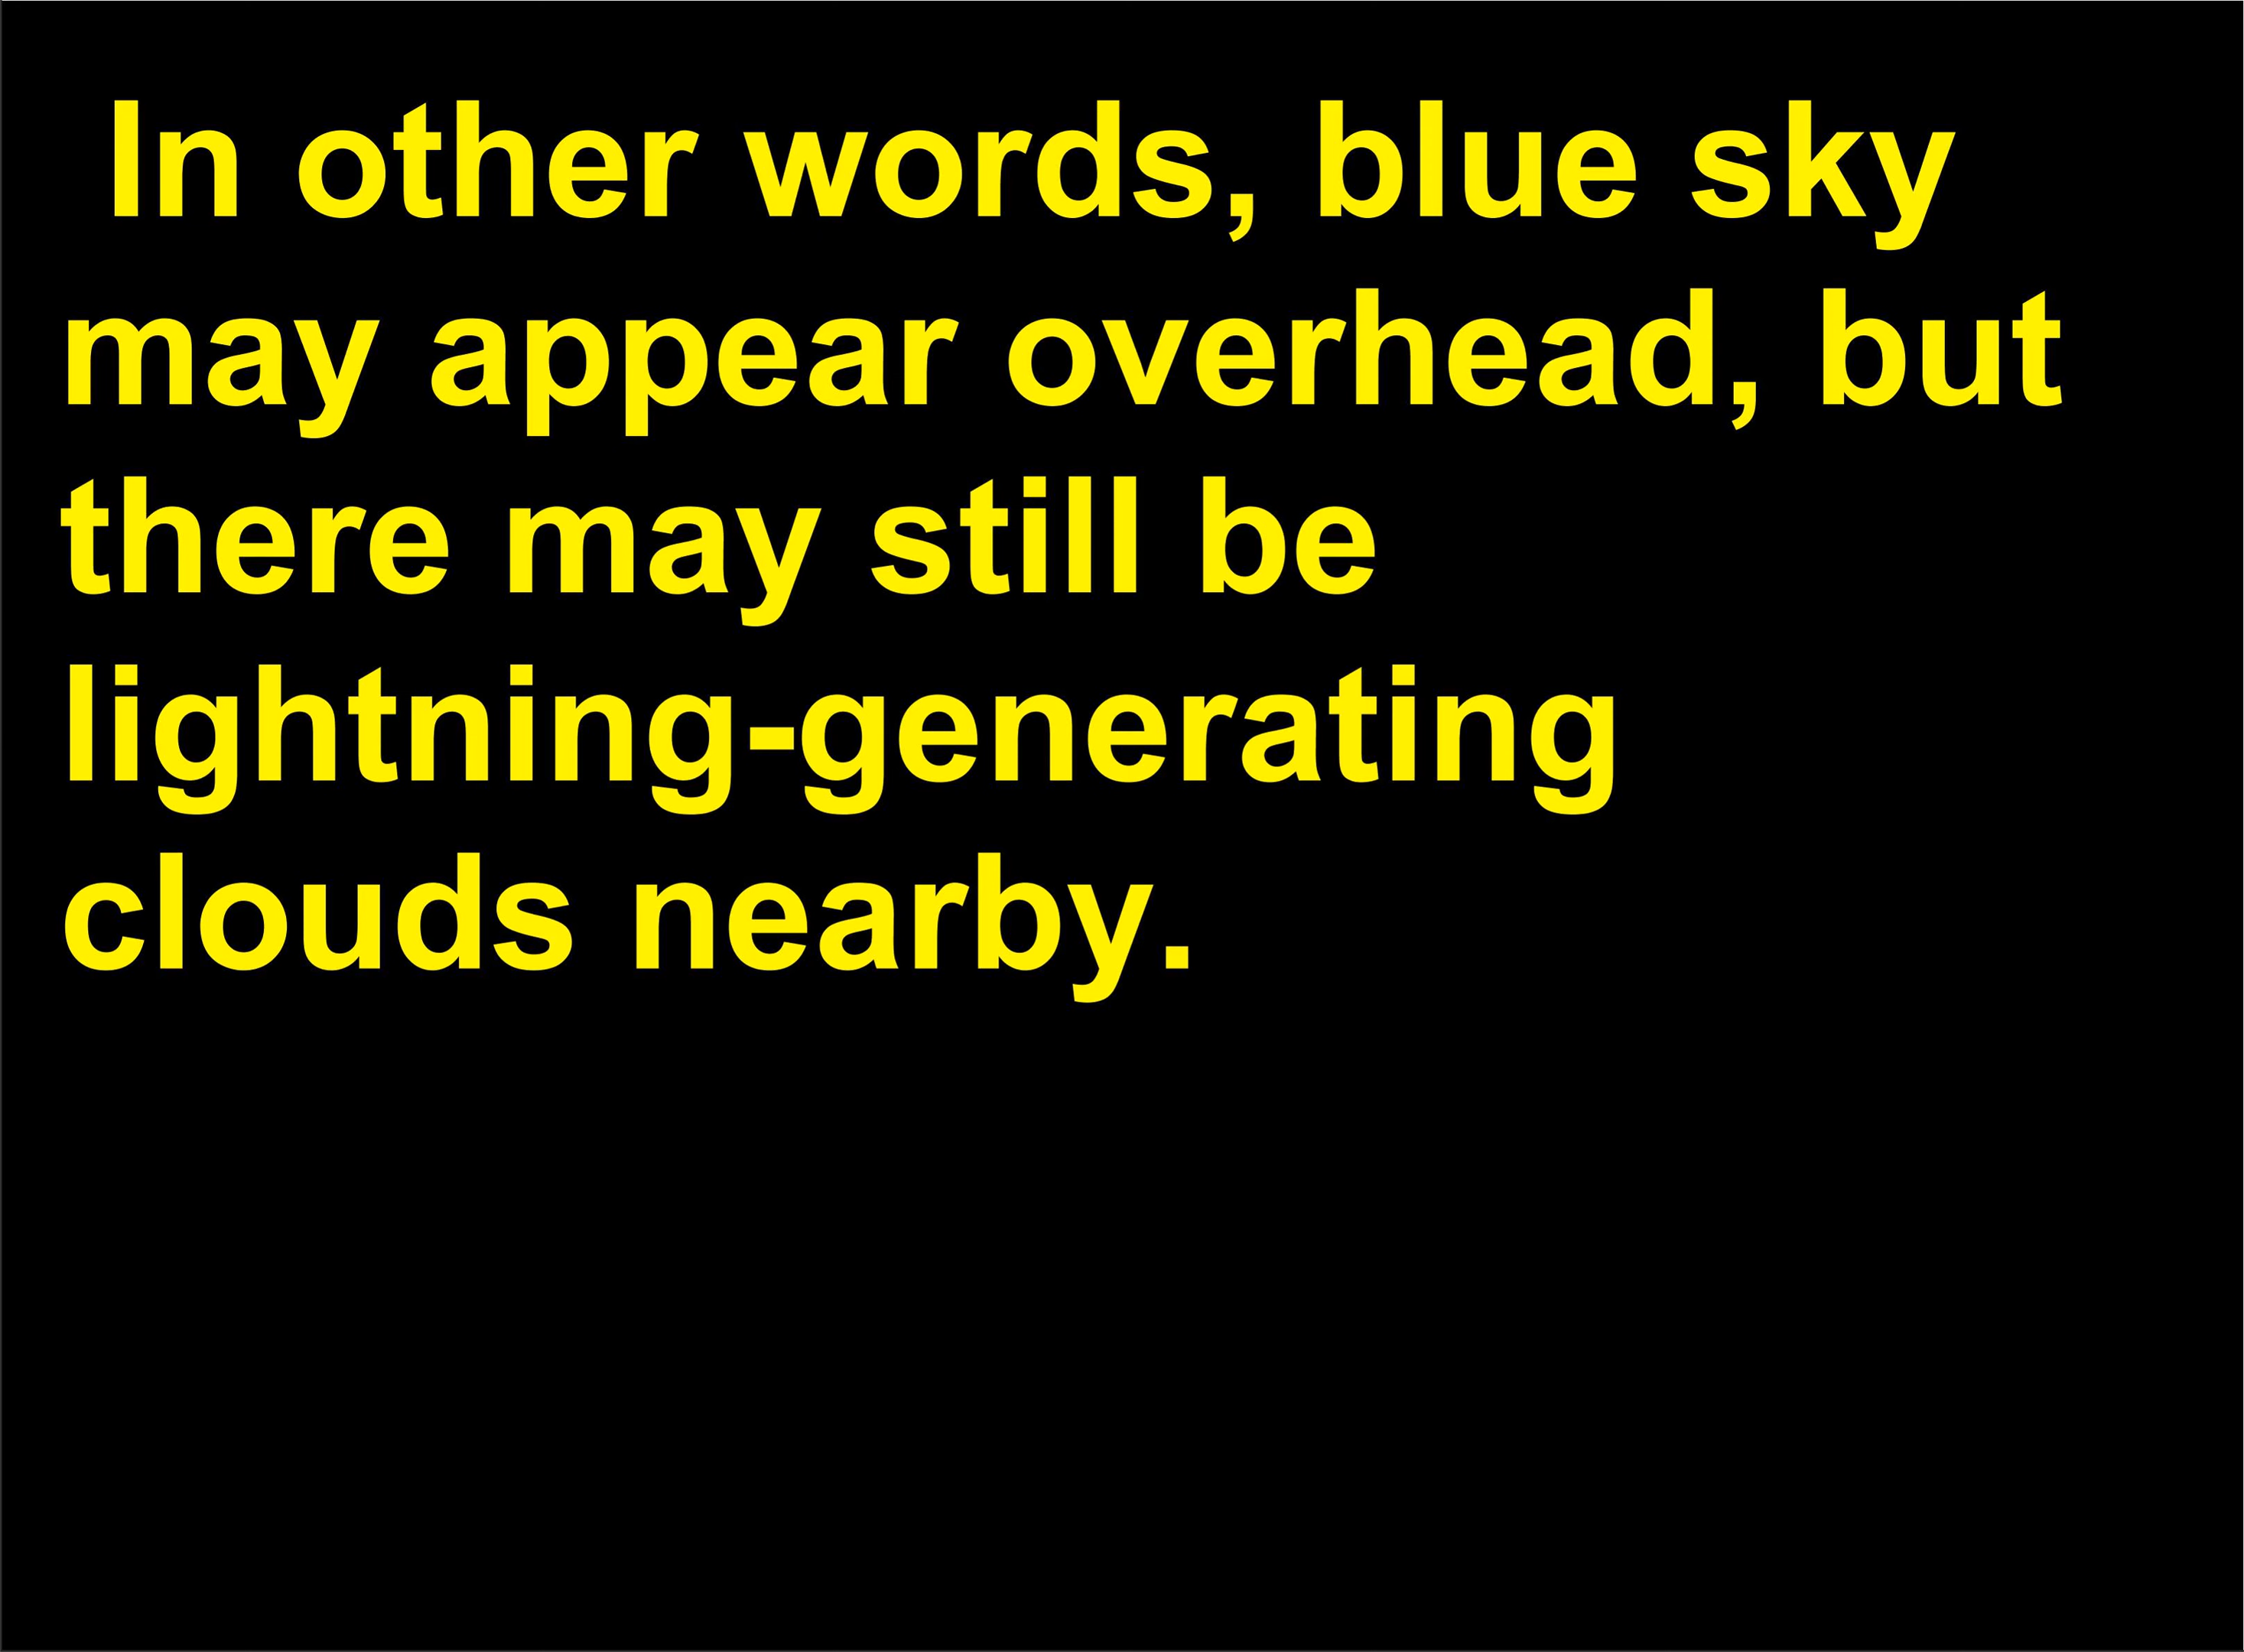 In other words, blue sky
may appear overhead, but
there may still be
lightning-generating
clouds nearby.